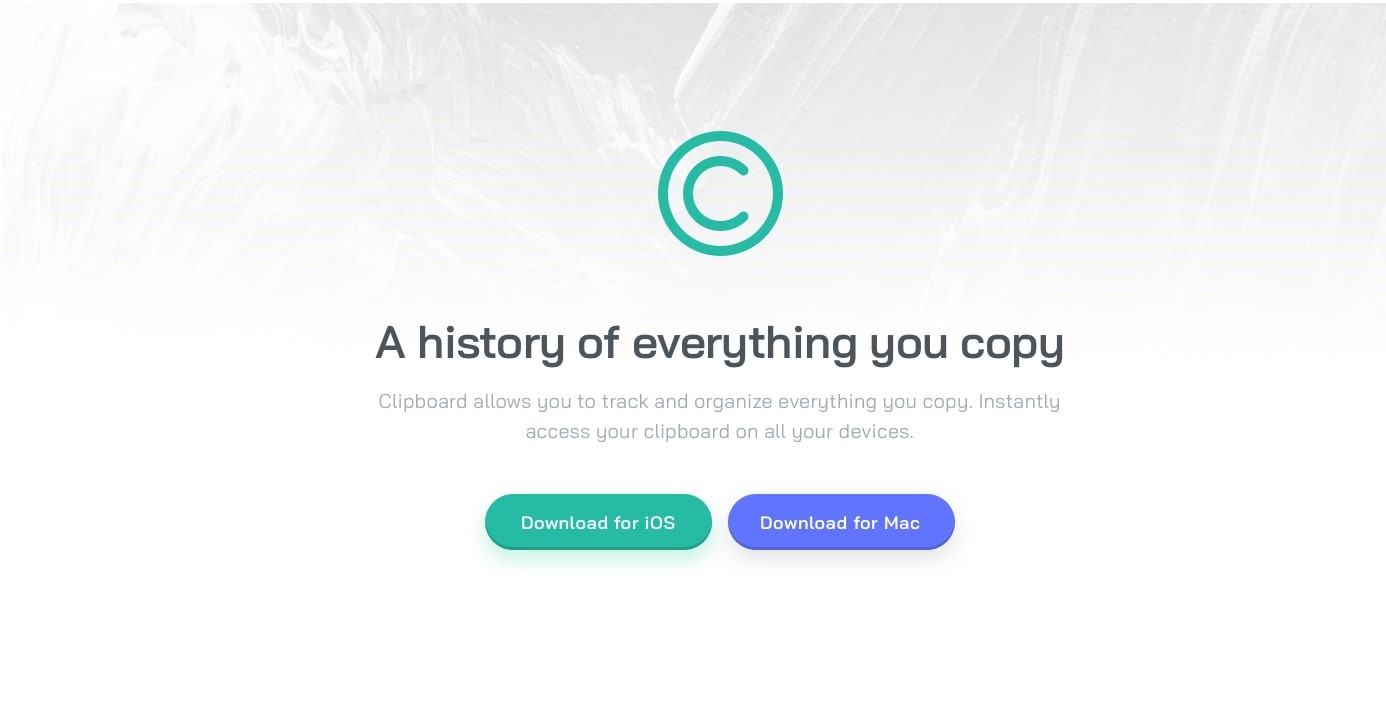 ©
A history of everything you copy
Clipboard allows you to track and organize everything you copy. Instantly
access your clipboard on all your devices.
Download for iOS
Download for Mac